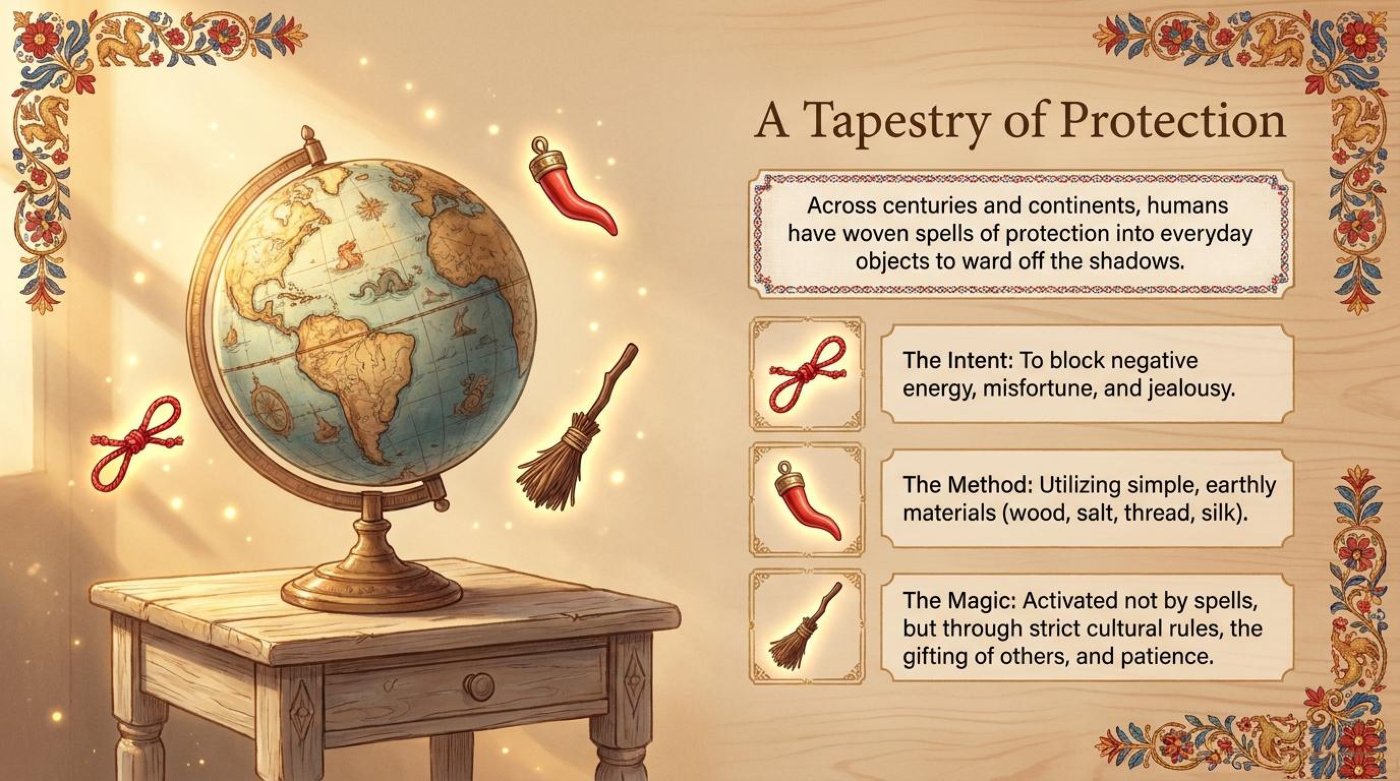 A Tapestry of Protection
Across centuries and continents, humans
have woven spells of protection into everyday
objects to ward off the shadows.
The Intent: To block negative
energy, misfortune, and jealousy.
The Method: Utilizing simple, earthly
materials (wood, salt, thread, silk).
The Magic: Activated not by spells,
but through strict cultural rules, the
gifting of others, and patience.